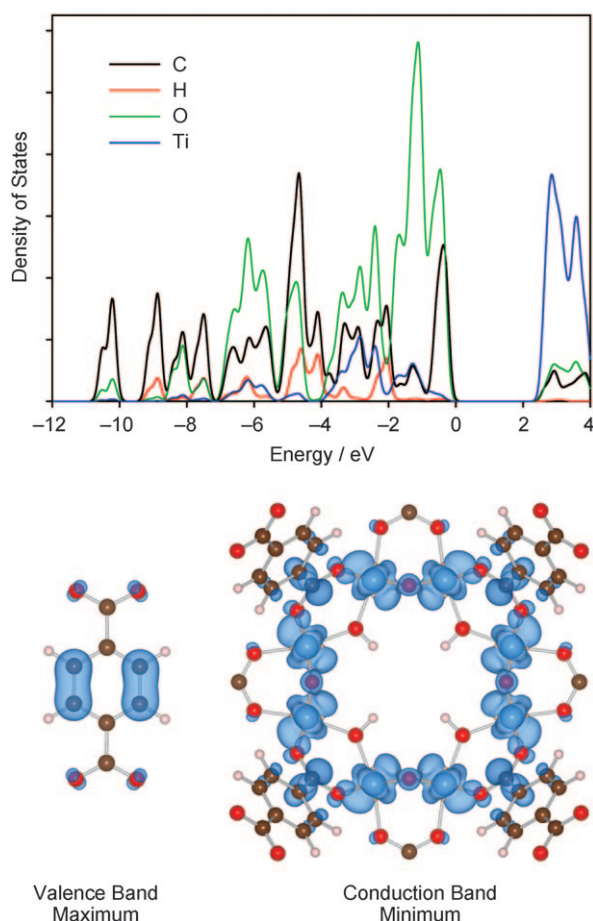 C
H
O
Ti
Density of States
–12
–10
–8
–6
–4
–2
0
2
4
Energy / eV
Valence Band
Maximum
Conduction Band
Minimum